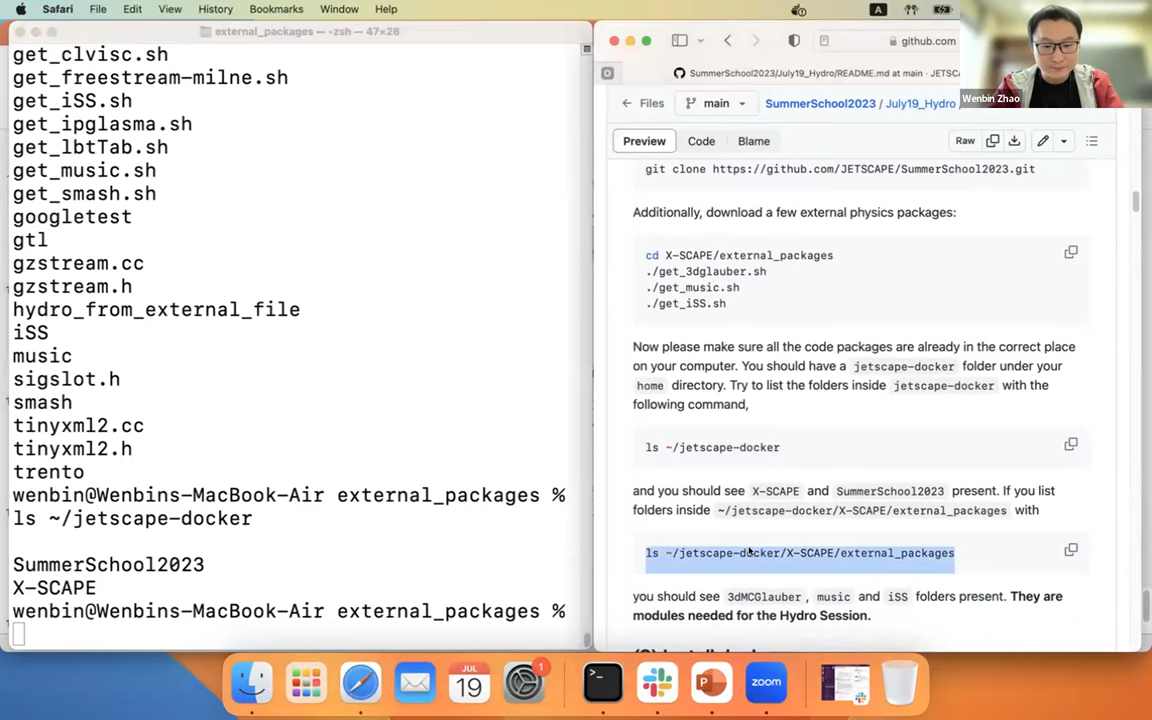 Safari File Edit View History Bookmarks Window Help
A
external_packages — -zsh — 47×26
get_clvisc.sh
get_freestream-milne.sh
get_iSS.sh
get_ipglasma.sh
get_lbtTab.sh
get_music.sh
get_smash.sh
googletest
gtl
gzstream.cc
gzstream.h
hydro_from_external_file
iSS
music
sigslot.h
smash
tinyxml2.cc
tinyxml2.h
trento
wenbin@Wenbins-MacBook-Air external_packages %
ls ~/jetscape-docker
SummerSchool2023
X-SCAPE
wenbin@Wenbins-MacBook-Air external_packages %
github.com
SummerSchool2023/July19_Hydro/README.md at main · JETSC
Files main SummerSchool2023 / July19_Hydro /
Wenbin Zhao
Preview Code Blame Raw
git clone https://github.com/JETSCAPE/SummerSchool2023.git
Additionally, download a few external physics packages:
cd X-SCAPE/external_packages
./get_3dglauber.sh
./get_music.sh
./get_iSS.sh
Now please make sure all the code packages are already in the correct place
on your computer. You should have a jetscape-docker folder under your
home directory. Try to list the folders inside jetscape-docker with the
following command,
ls ~/jetscape-docker
and you should see X-SCAPE and SummerSchool2023 present. If you list
folders inside ~/jetscape-docker/X-SCAPE/external_packages with
ls ~/jetscape-docker/X-SCAPE/external_packages
you should see 3dMCGlauber, music and iSS folders present. They are
modules needed for the Hydro Session.
JUL
19
1
zoom